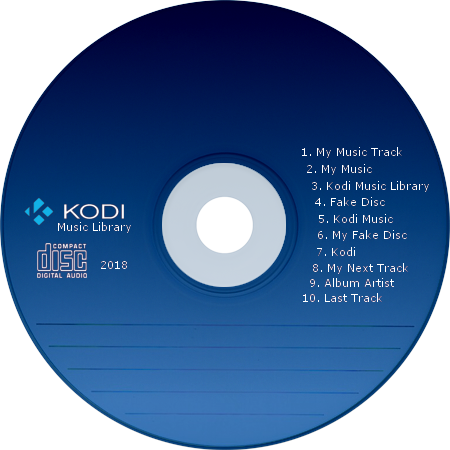 1. My Music Track
2. My Music
3. Kodi Music Library
4. Fake Disc
5. Kodi Music
6. My Fake Disc
7. Kodi
8. My Next Track
9. Album Artist
10. Last Track
KODI
Music Library
COMPACT
disc
DIGITAL AUDIO
2018